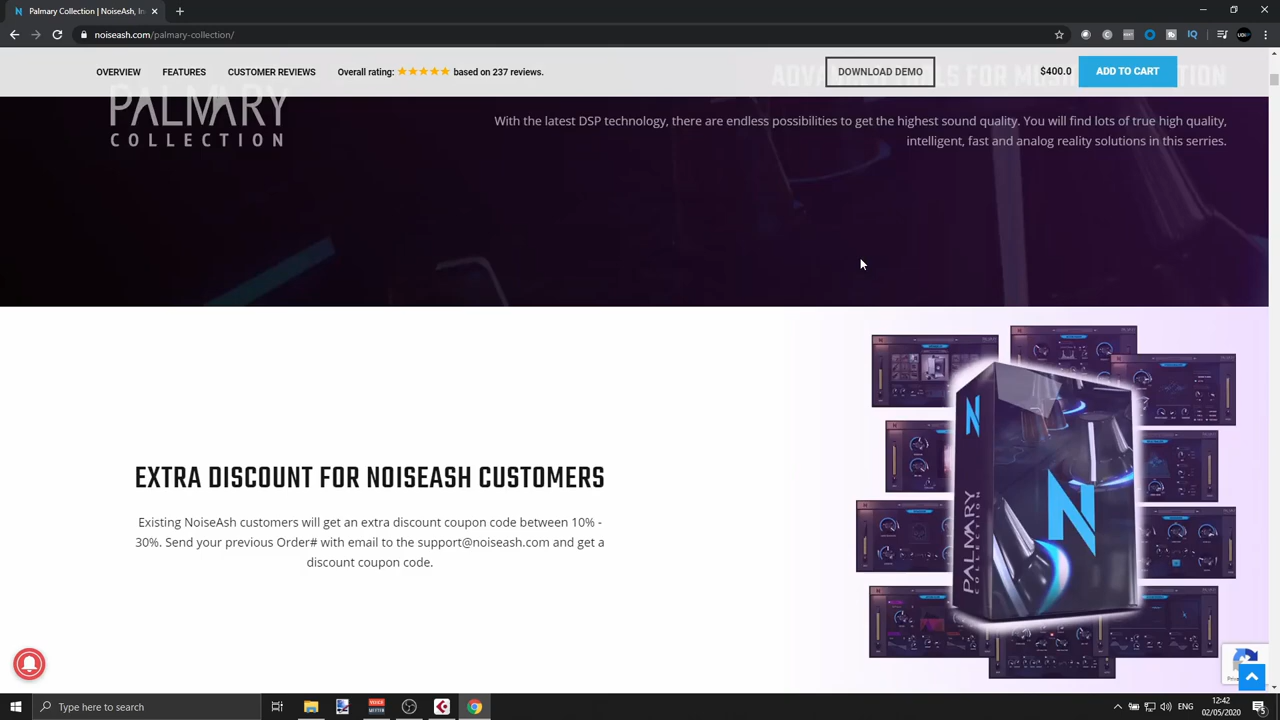 Palmary Collection | NoiseAsh, In
noiseash.com/palmary-collection/
OVERVIEW FEATURES CUSTOMER REVIEWS Overall rating: ★★★★★ based on 237 reviews. DOWNLOAD DEMO $400.0 ADD TO CART
PALMARY
COLLECTION
With the latest DSP technology, there are endless possibilities to get the highest sound quality. You will find lots of true high quality,
intelligent, fast and analog reality solutions in this serries.
EXTRA DISCOUNT FOR NOISEASH CUSTOMERS
Existing NoiseAsh customers will get an extra discount coupon code between 10% -
30%. Send your previous Order# with email to the support@noiseash.com and get a
discount coupon code.
N
PALMARY
COLLECTION
Type here to search
ENG
12:42
02/05/2020
5